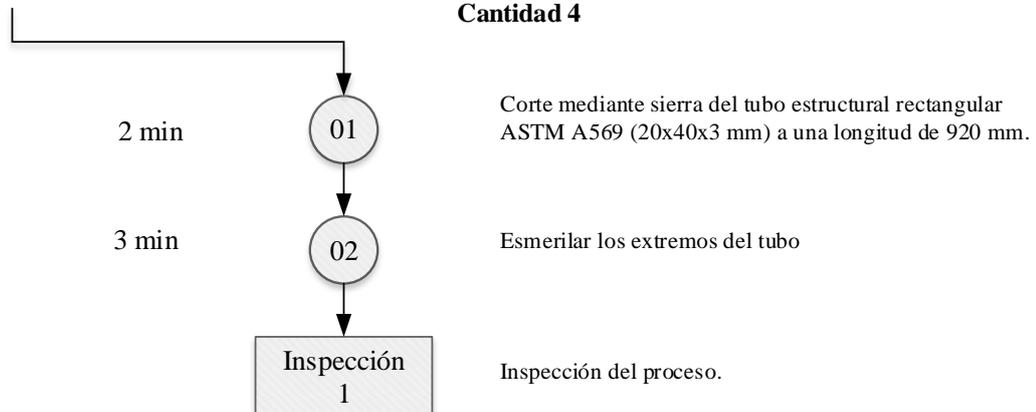 Cantidad 4
2 min
01
Corte mediante sierra del tubo estructural rectangular
ASTM A569 (20x40x3 mm) a una longitud de 920 mm.
3 min
02
Esmerilar los extremos del tubo
Inspección
1
Inspección del proceso.